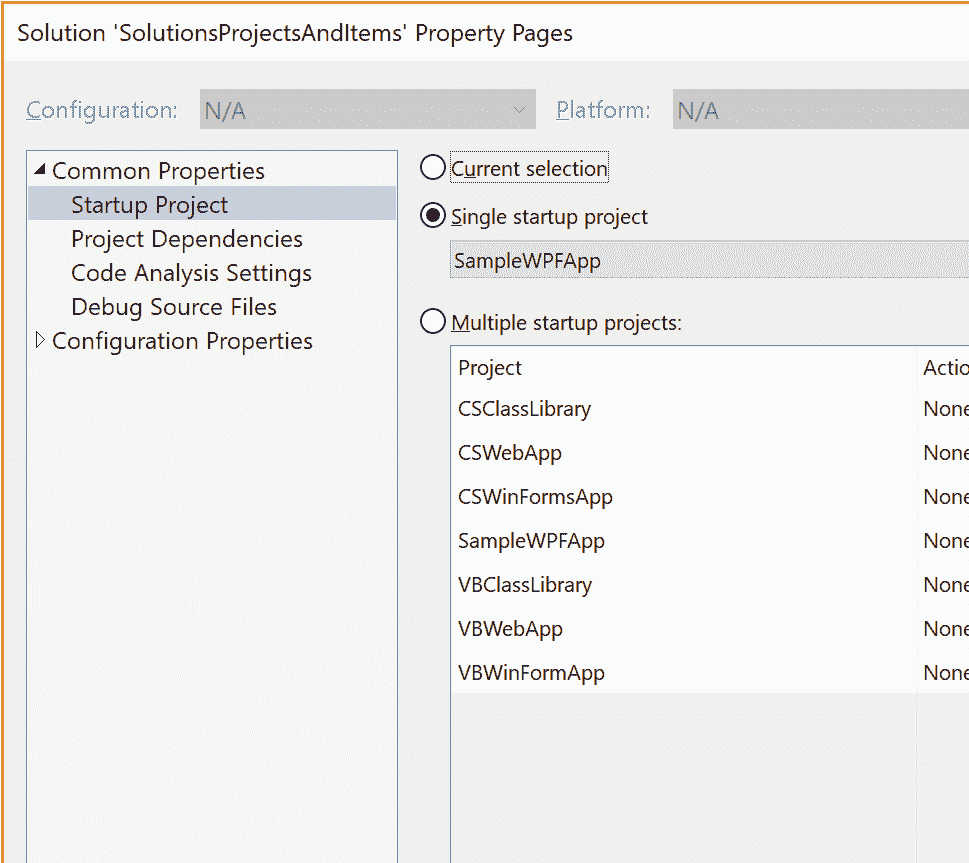 Solution 'SolutionsProjectsAndItems' Property Pages
Configuration: N/A Platform: N/A
Common Properties
Startup Project
Project Dependencies
Code Analysis Settings
Debug Source Files
Configuration Properties
Current selection
Single startup project
SampleWPFApp
Multiple startup projects:
Project Actio
CSClassLibrary None
CSWebApp None
CSWinFormsApp None
SampleWPFApp None
VBClassLibrary None
VBWebApp None
VBWinFormApp None